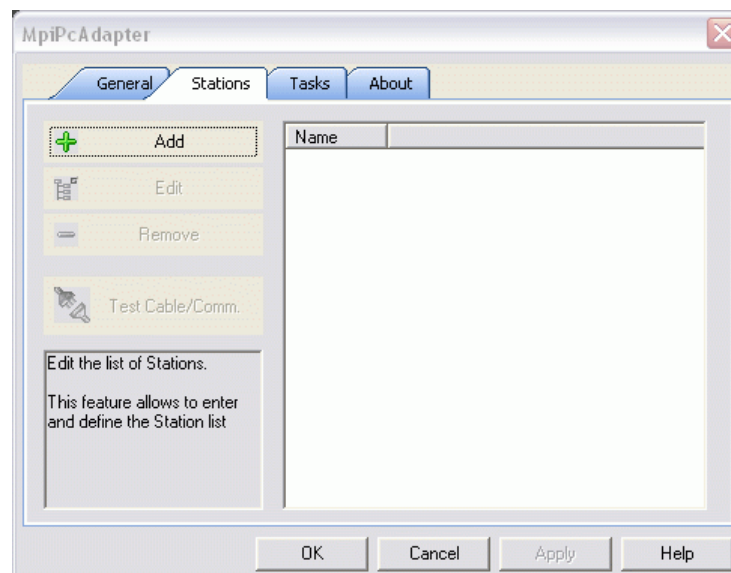 MpiPcAdapter
General Stations Tasks About
Add
Edit
Remove
Test Cable/Comm.
Name
Edit the list of Stations.
This feature allows to enter
and define the Station list
OK Cancel Apply Help